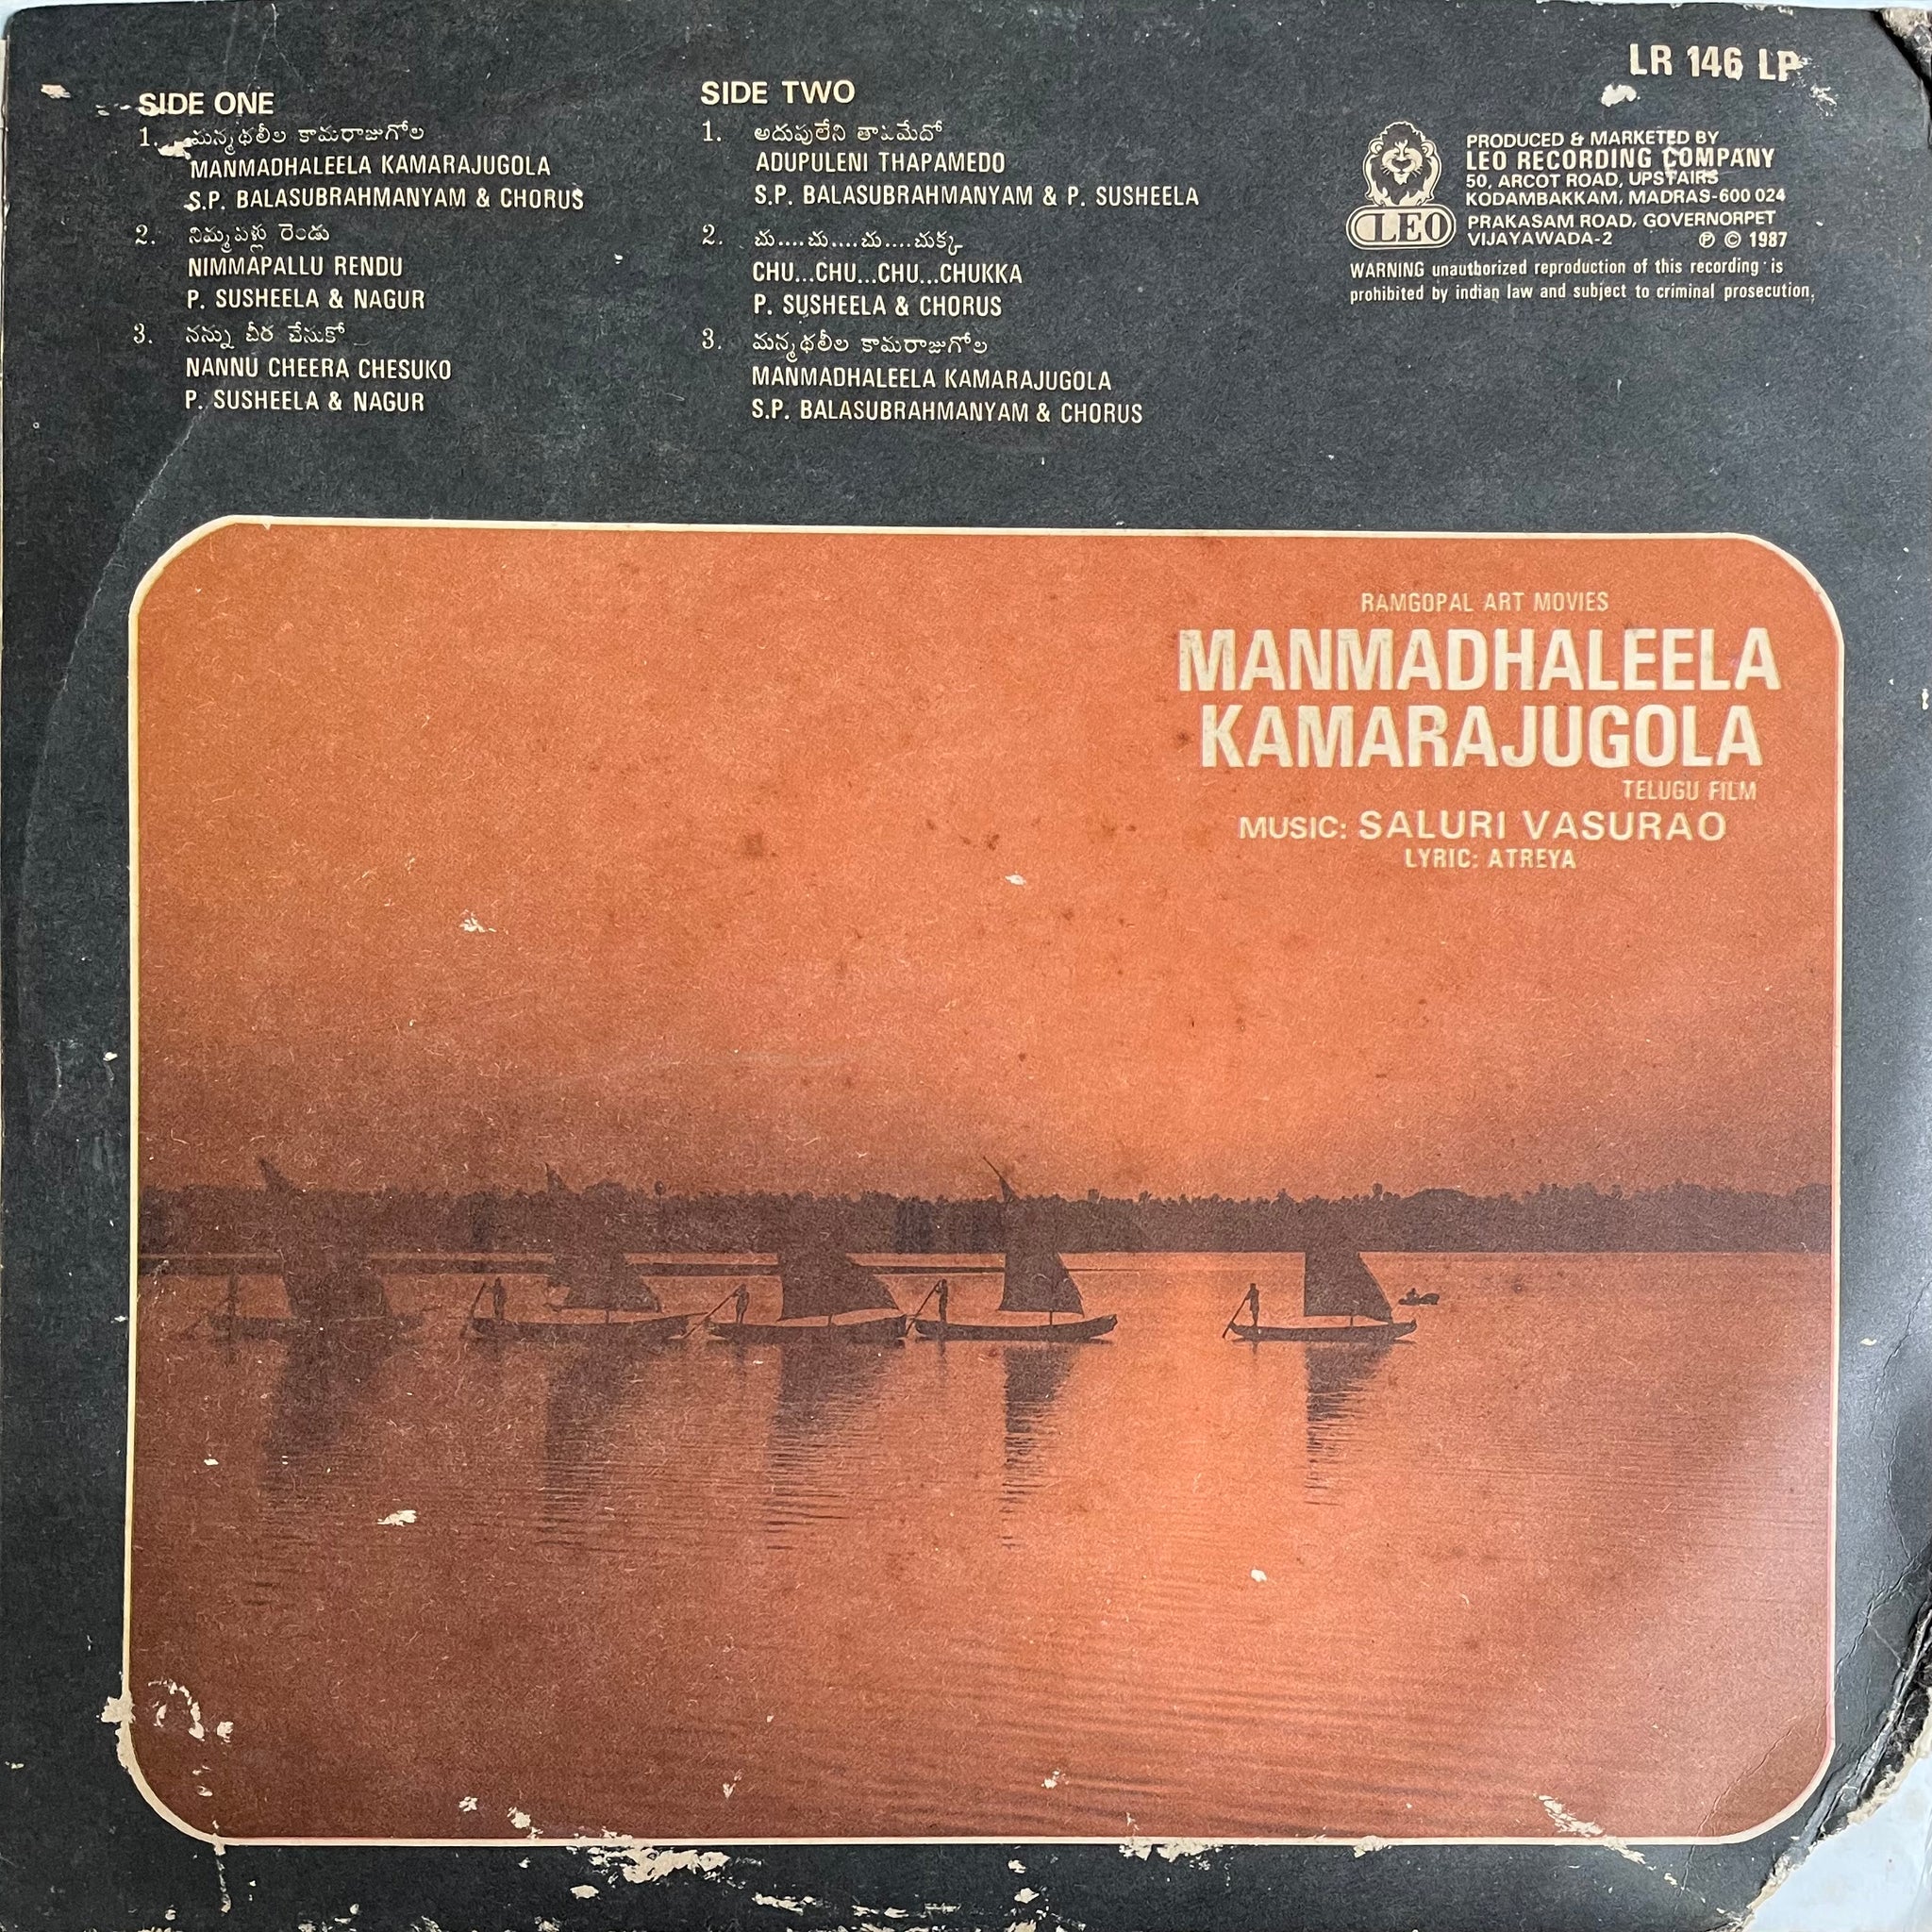 LR 146 LP
SIDE ONE
1. మన్మథలీల కామరాజుగోల
MANMADHALEELA KAMARAJUGOLA
S.P. BALASUBRAHMANYAM & CHORUS
2. నిమ్మపళ్లు రెండు
NIMMAPALLU RENDU
P. SUSHEELA & NAGUR
3. నన్ను చీర చేసుకో
NANNU CHEERA CHESUKO
P. SUSHEELA & NAGUR
SIDE TWO
1. అదుపులేని తాపమేదో
ADUPULENI THAPAMEDO
S.P. BALASUBRAHMANYAM & P. SUSHEELA
2. చు....చు....చు....చుక్క
CHU...CHU...CHU...CHUKKA
P. SUSHEELA & CHORUS
3. మన్మథలీల కామరాజుగోల
MANMADHALEELA KAMARAJUGOLA
S.P. BALASUBRAHMANYAM & CHORUS
LEO
PRODUCED & MARKETED BY
LEO RECORDING COMPANY
50, ARCOT ROAD, UPSTAIRS
KODAMBAKKAM, MADRAS-600 024
PRAKASAM ROAD, GOVERNORPET
VIJAYAWADA-2 ℗ © 1987
WARNING unauthorized reproduction of this recording is
prohibited by indian law and subject to criminal prosecution.
RAMGOPAL ART MOVIES
MANMADHALEELA
KAMARAJUGOLA
TELUGU FILM
MUSIC: SALURI VASURAO
LYRIC: ATREYA